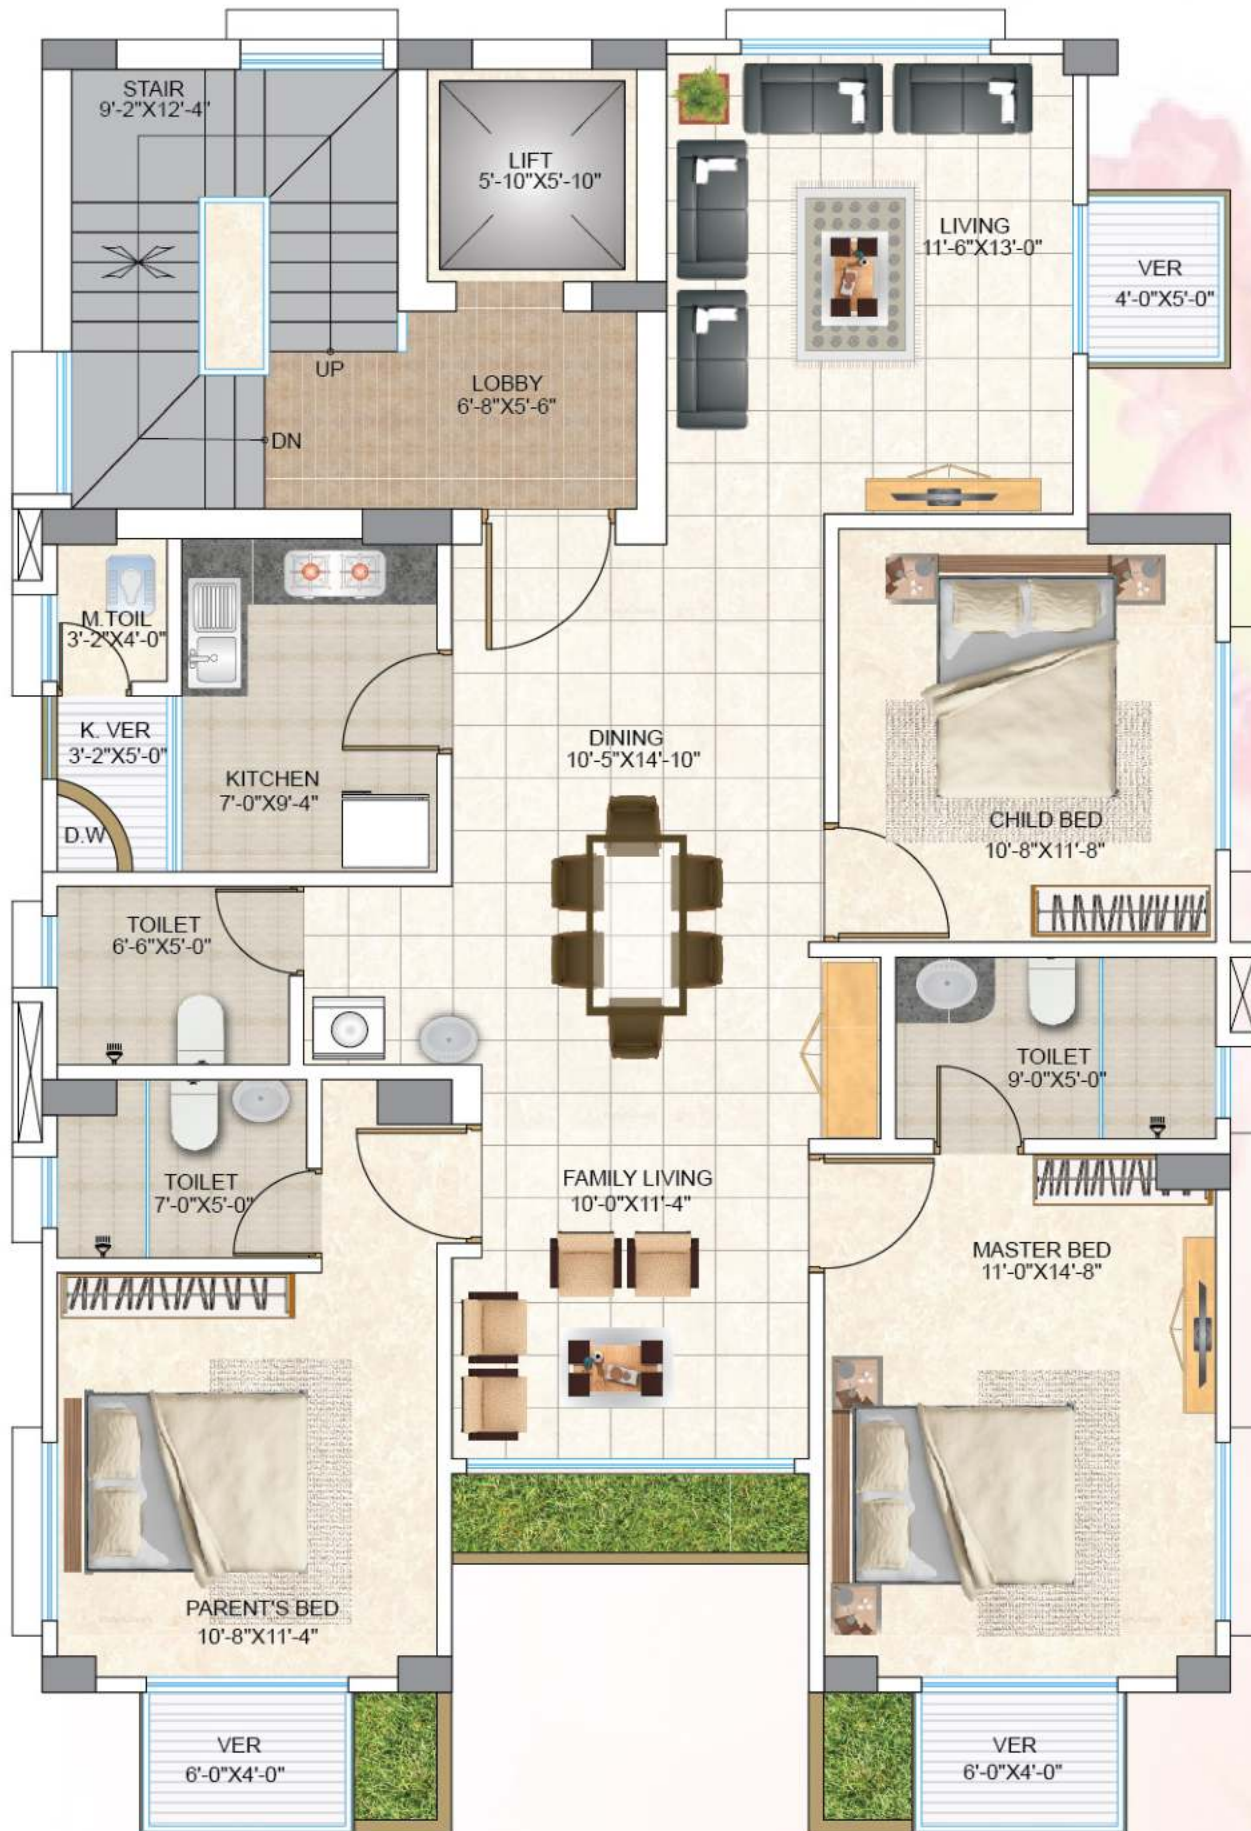 STAIR
9'-2"X12'-4"
LIFT
5'-10"X5'-10"
LIVING
11'-6"X13'-0"
VER
4'-0"X5'-0"
UP
LOBBY
6'-8"X5'-6"
DN
M.TOIL
3'-2"X4'-0"
K. VER
3'-2"X5'-0"
KITCHEN
7'-0"X9'-4"
D.W
DINING
10'-5"X14'-10"
CHILD BED
10'-8"X11'-8"
TOILET
6'-6"X5'-0"
TOILET
9'-0"X5'-0"
TOILET
7'-0"X5'-0"
FAMILY LIVING
10'-0"X11'-4"
MASTER BED
11'-0"X14'-8"
PARENT'S BED
10'-8"X11'-4"
VER
6'-0"X4'-0"
VER
6'-0"X4'-0"